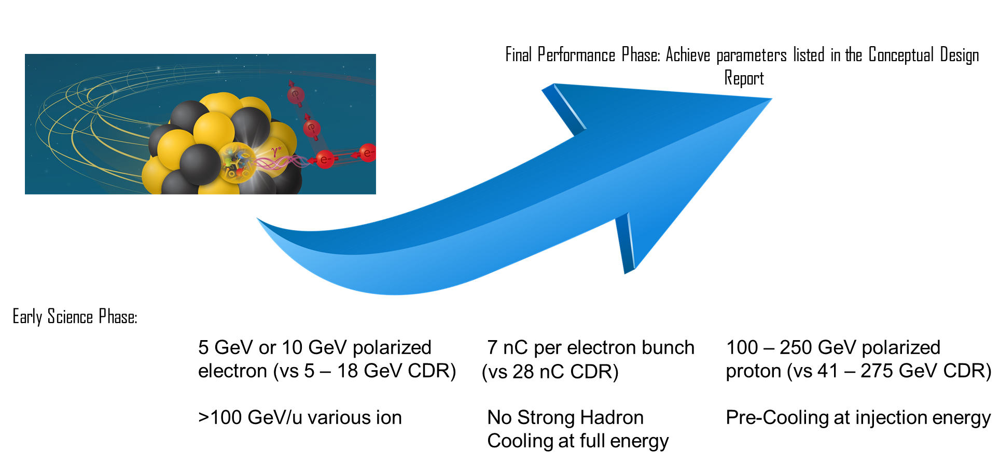 Final Performance Phase: Achieve parameters listed in the Conceptual Design
Report
e-
e-
γ*
e-
e-
Early Science Phase:
5 GeV or 10 GeV polarized
electron (vs 5 – 18 GeV CDR)
7 nC per electron bunch
(vs 28 nC CDR)
100 – 250 GeV polarized
proton (vs 41 – 275 GeV CDR)
>100 GeV/u various ion
No Strong Hadron
Cooling at full energy
Pre-Cooling at injection energy